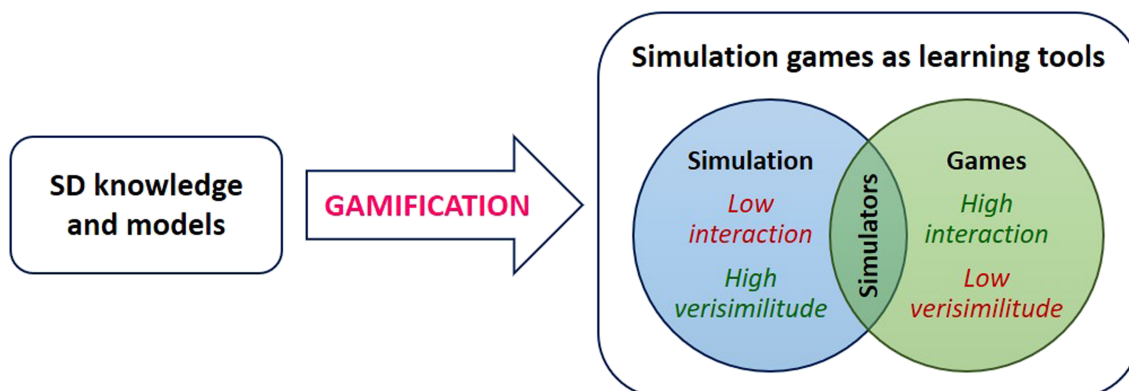 SD knowledge
and models
GAMIFICATION
Simulation games as learning tools
Simulation
Low
interaction
High
verisimilitude
Simulators
Games
High
interaction
Low
verisimilitude